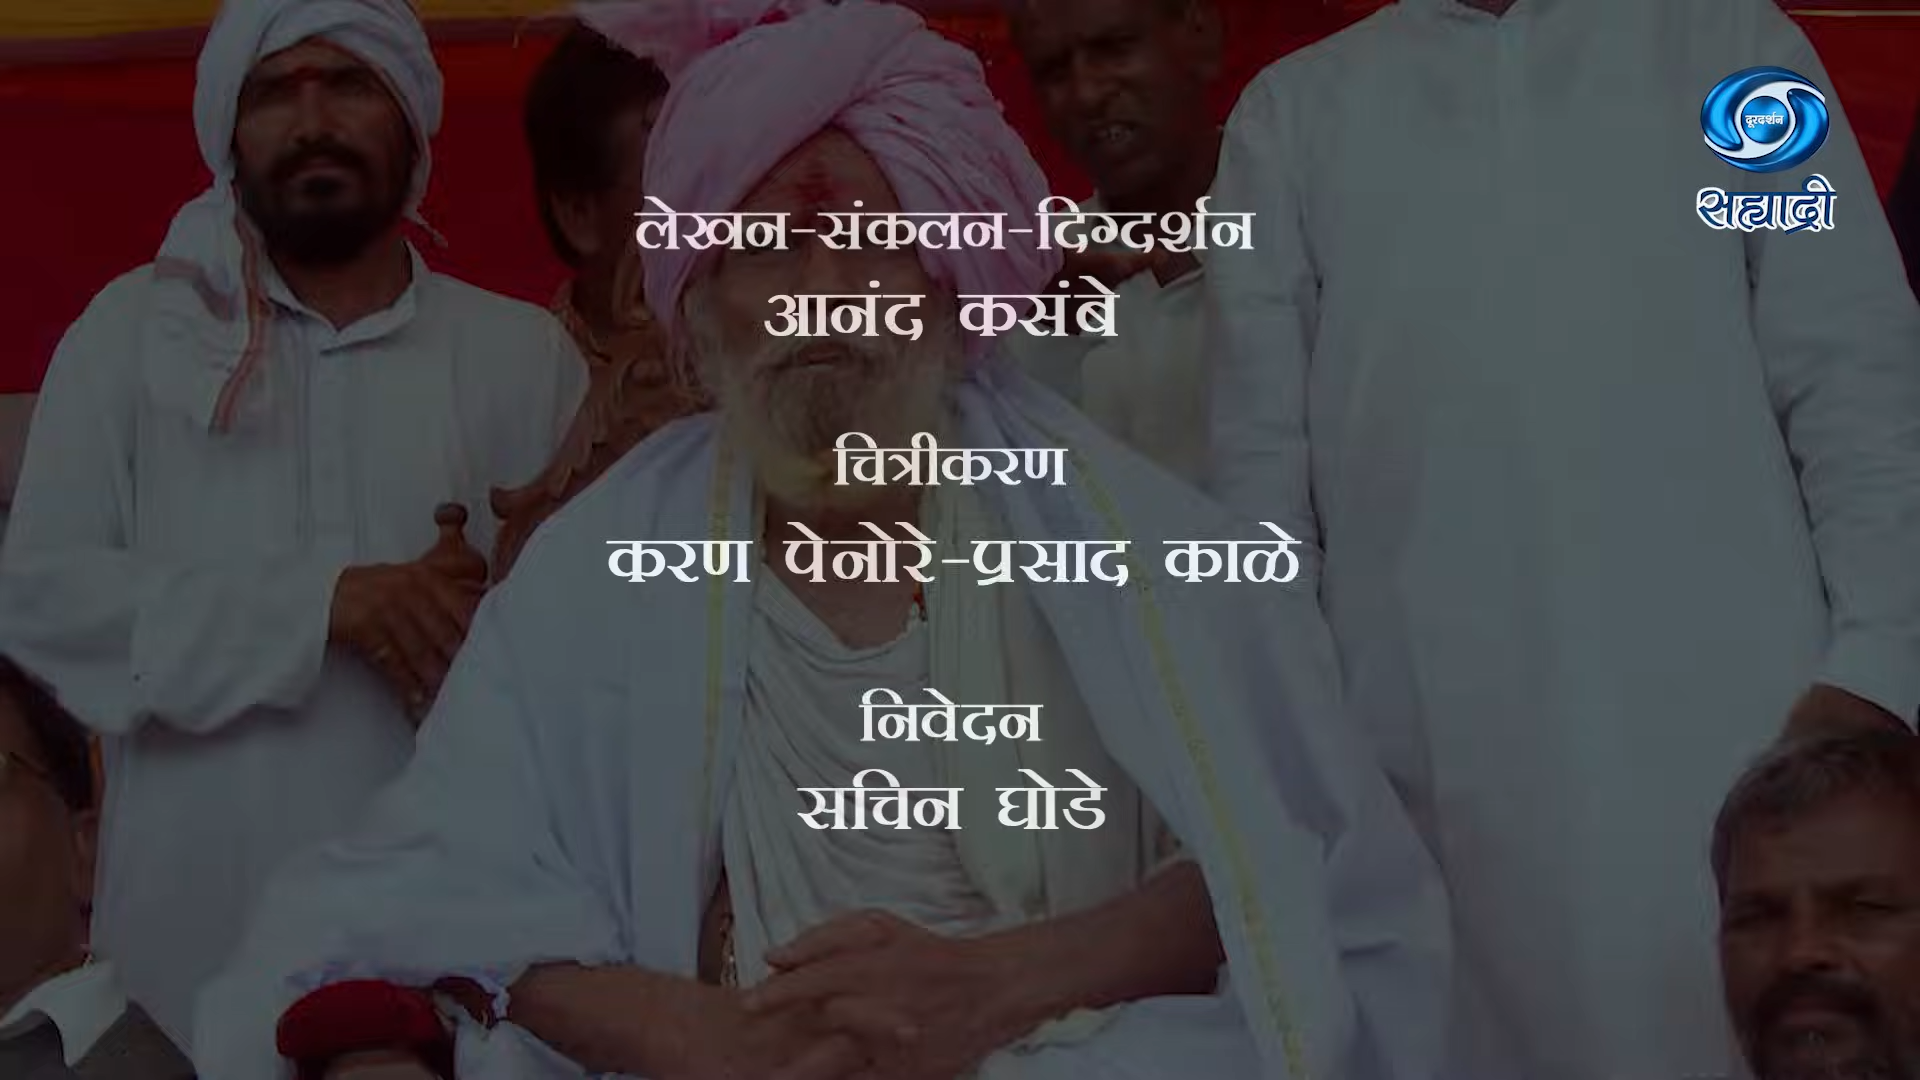 दूरदर्शन
सह्याद्री
लेखन-संकलन-दिग्दर्शन
आनंद कसंबे
चित्रीकरण
करण पेनोरे-प्रसाद काळे
निवेदन
सचिन घोडे